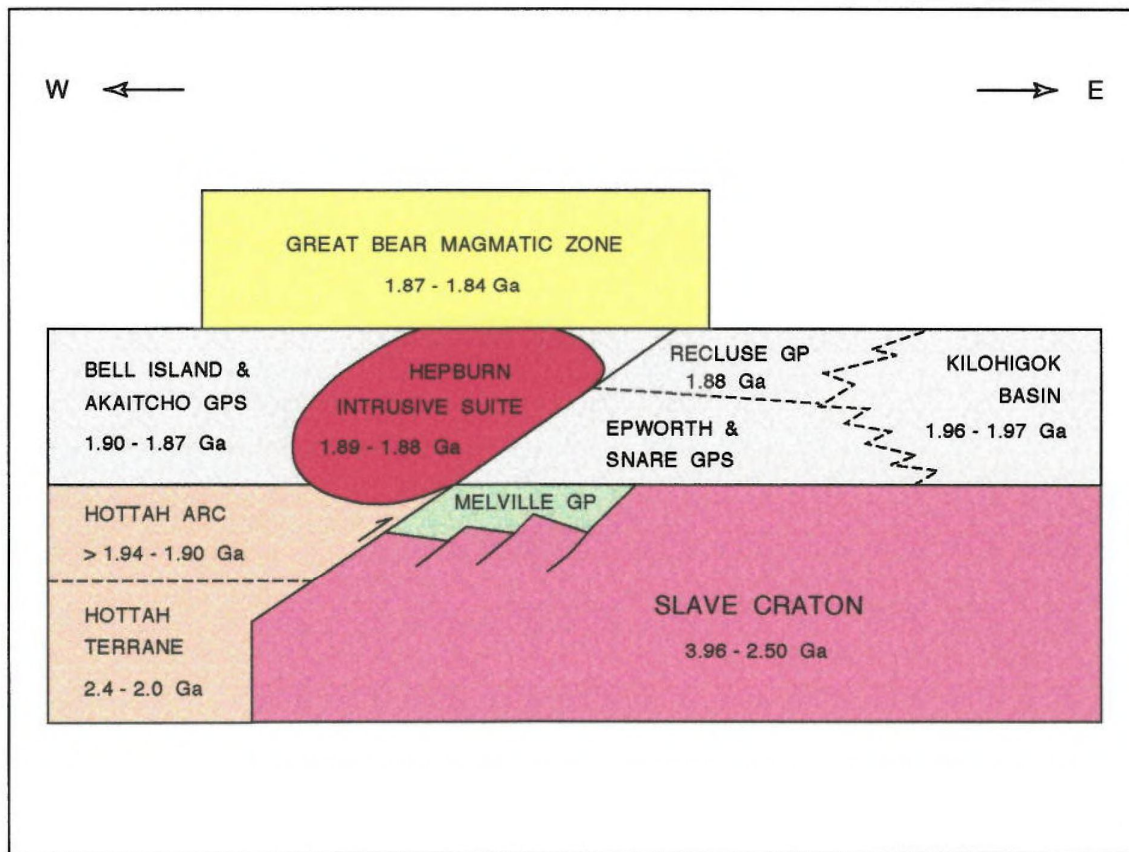 W
E
GREAT BEAR MAGMATIC ZONE
1.87 - 1.84 Ga
BELL ISLAND &
AKAITCHO GPS
1.90 - 1.87 Ga
HEPBURN
INTRUSIVE SUITE
1.89 - 1.88 Ga
RECLUSE GP
1.88 Ga
EPWORTH &
SNARE GPS
KILOHIGOK
BASIN
1.96 - 1.97 Ga
HOTTAH ARC
> 1.94 - 1.90 Ga
MELVILLE GP
HOTTAH
TERRANE
2.4 - 2.0 Ga
SLAVE CRATON
3.96 - 2.50 Ga